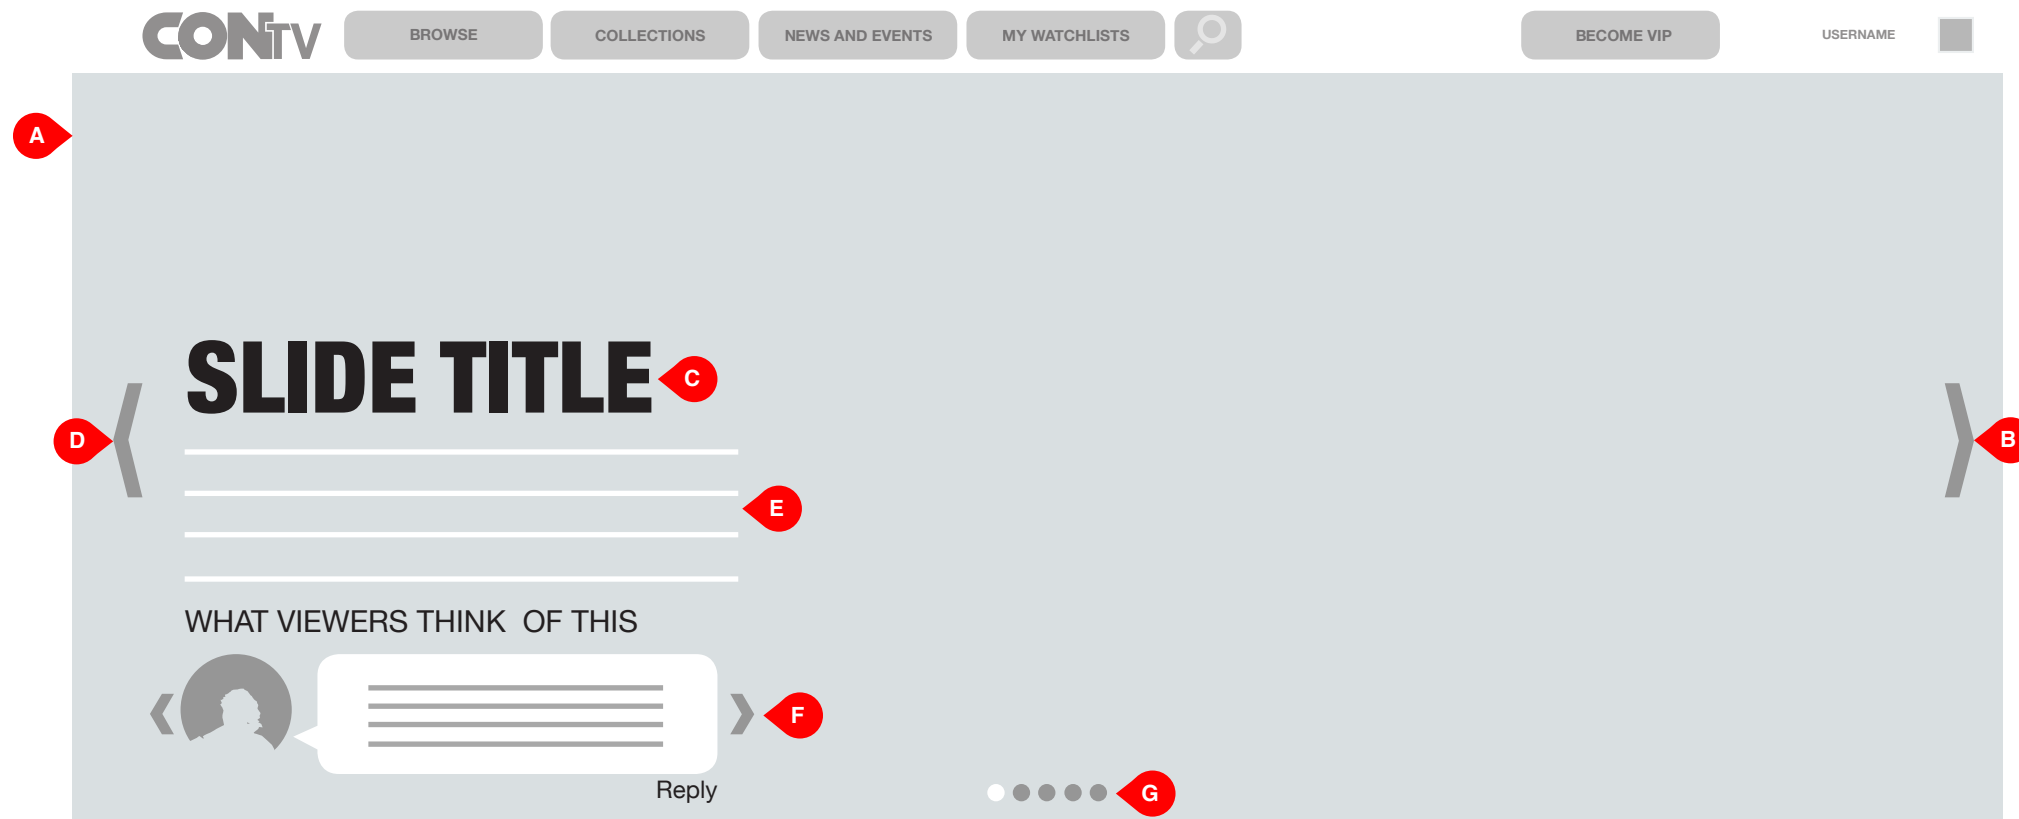 CONTV BROWSE COLLECTIONS NEWS AND EVENTS MY WATCHLISTS BECOME VIP USERNAME
A
SLIDE TITLE C
D
B
E
WHAT VIEWERS THINK  OF THIS
F
Reply
G